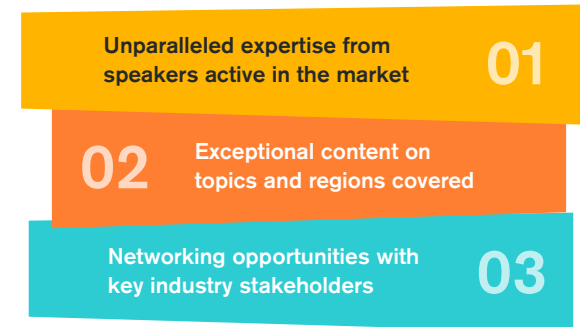 Unparalleled expertise from
speakers active in the market
01
02
Exceptional content on
topics and regions covered
Networking opportunities with
key industry stakeholders
03